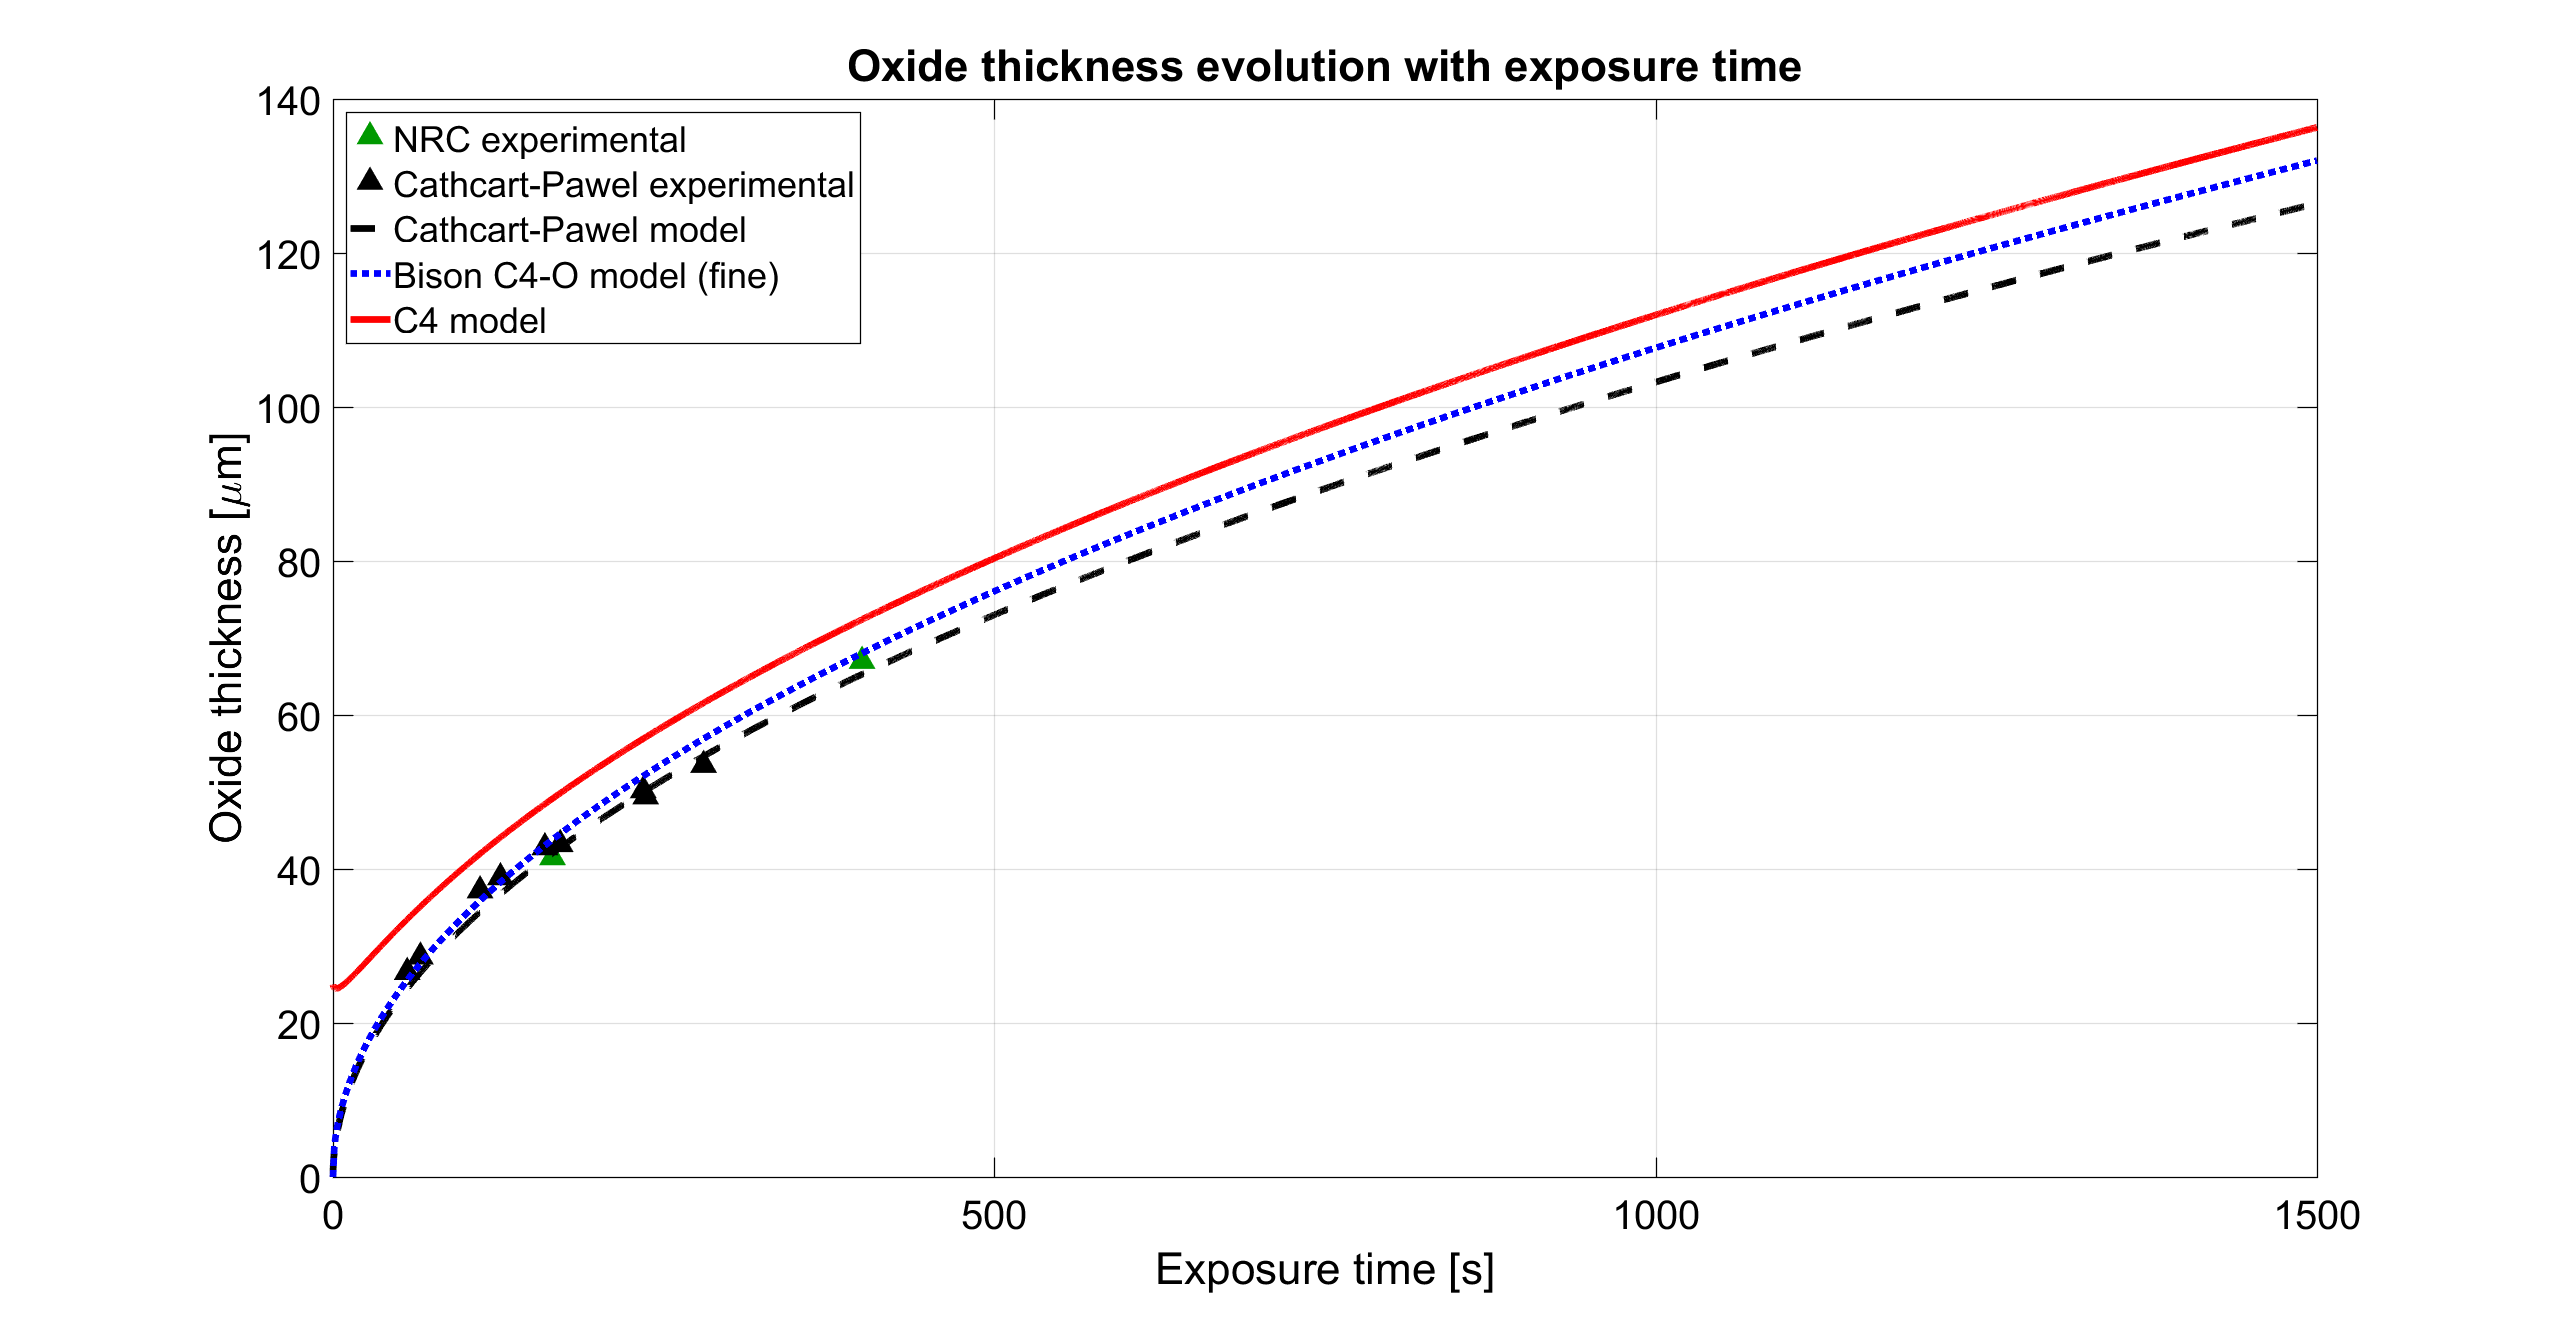 Oxide thickness evolution with exposure time
140
120
100
80
60
40
20
0
Oxide thickness [μm]
NRC experimental
Cathcart-Pawel experimental
Cathcart-Pawel model
Bison C4-O model (fine)
C4 model
0 500 1000 1500
Exposure time [s]